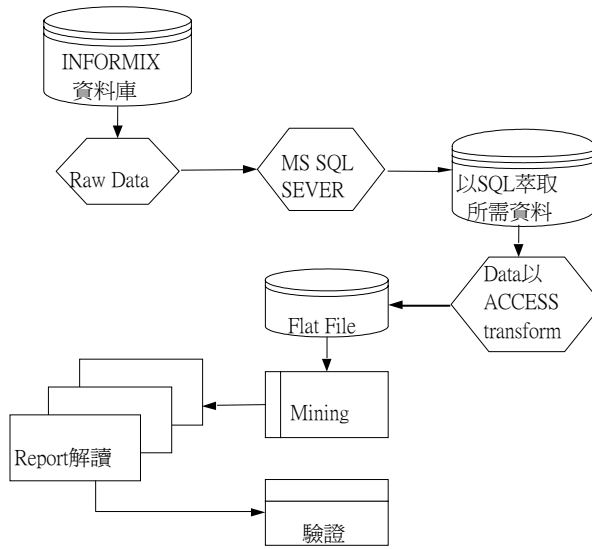 INFORMIX
資料庫
Raw Data
MS SQL
SEVER
以SQL萃取
所需資料
Data以
ACCESS
transform
Flat File
Mining
Report解讀
驗證